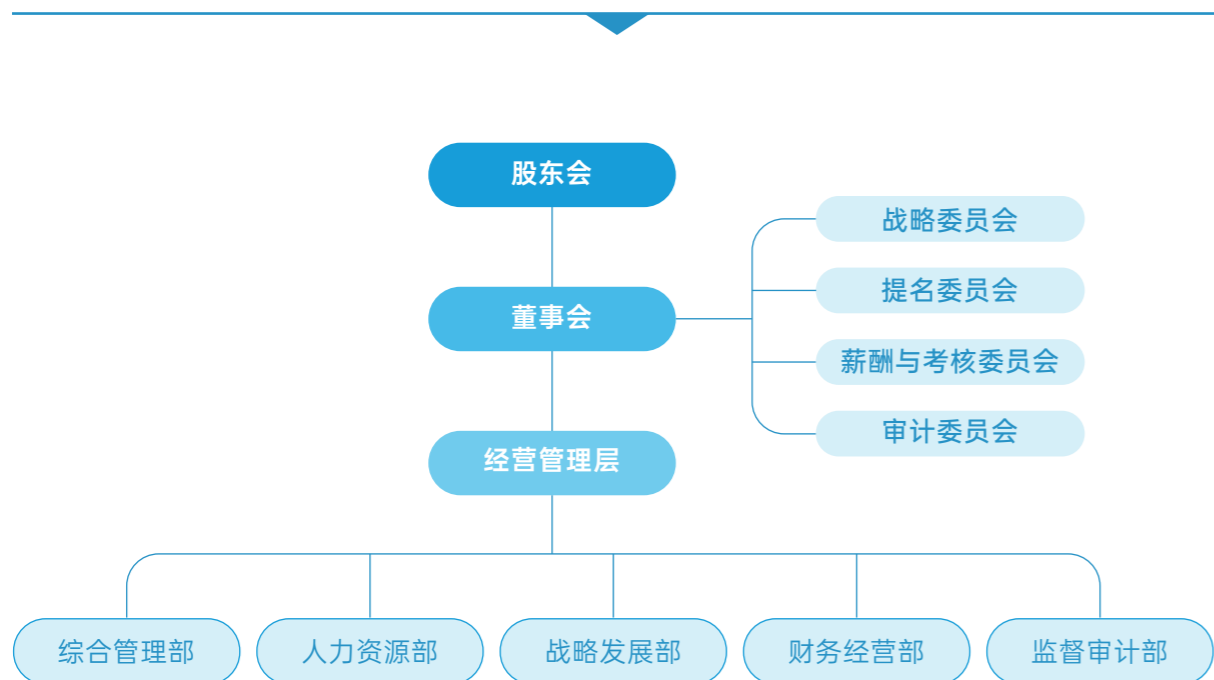 股东会
董事会
战略委员会
提名委员会
薪酬与考核委员会
审计委员会
经营管理层
综合管理部
人力资源部
战略发展部
财务经营部
监督审计部